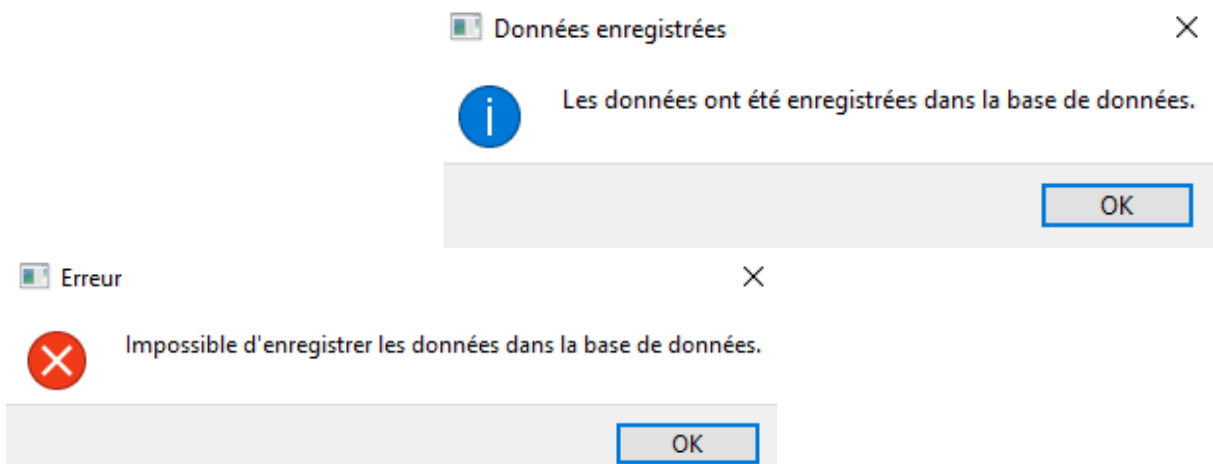 Données enregistrées
Les données ont été enregistrées dans la base de données.
OK
Erreur
Impossible d'enregistrer les données dans la base de données.
OK